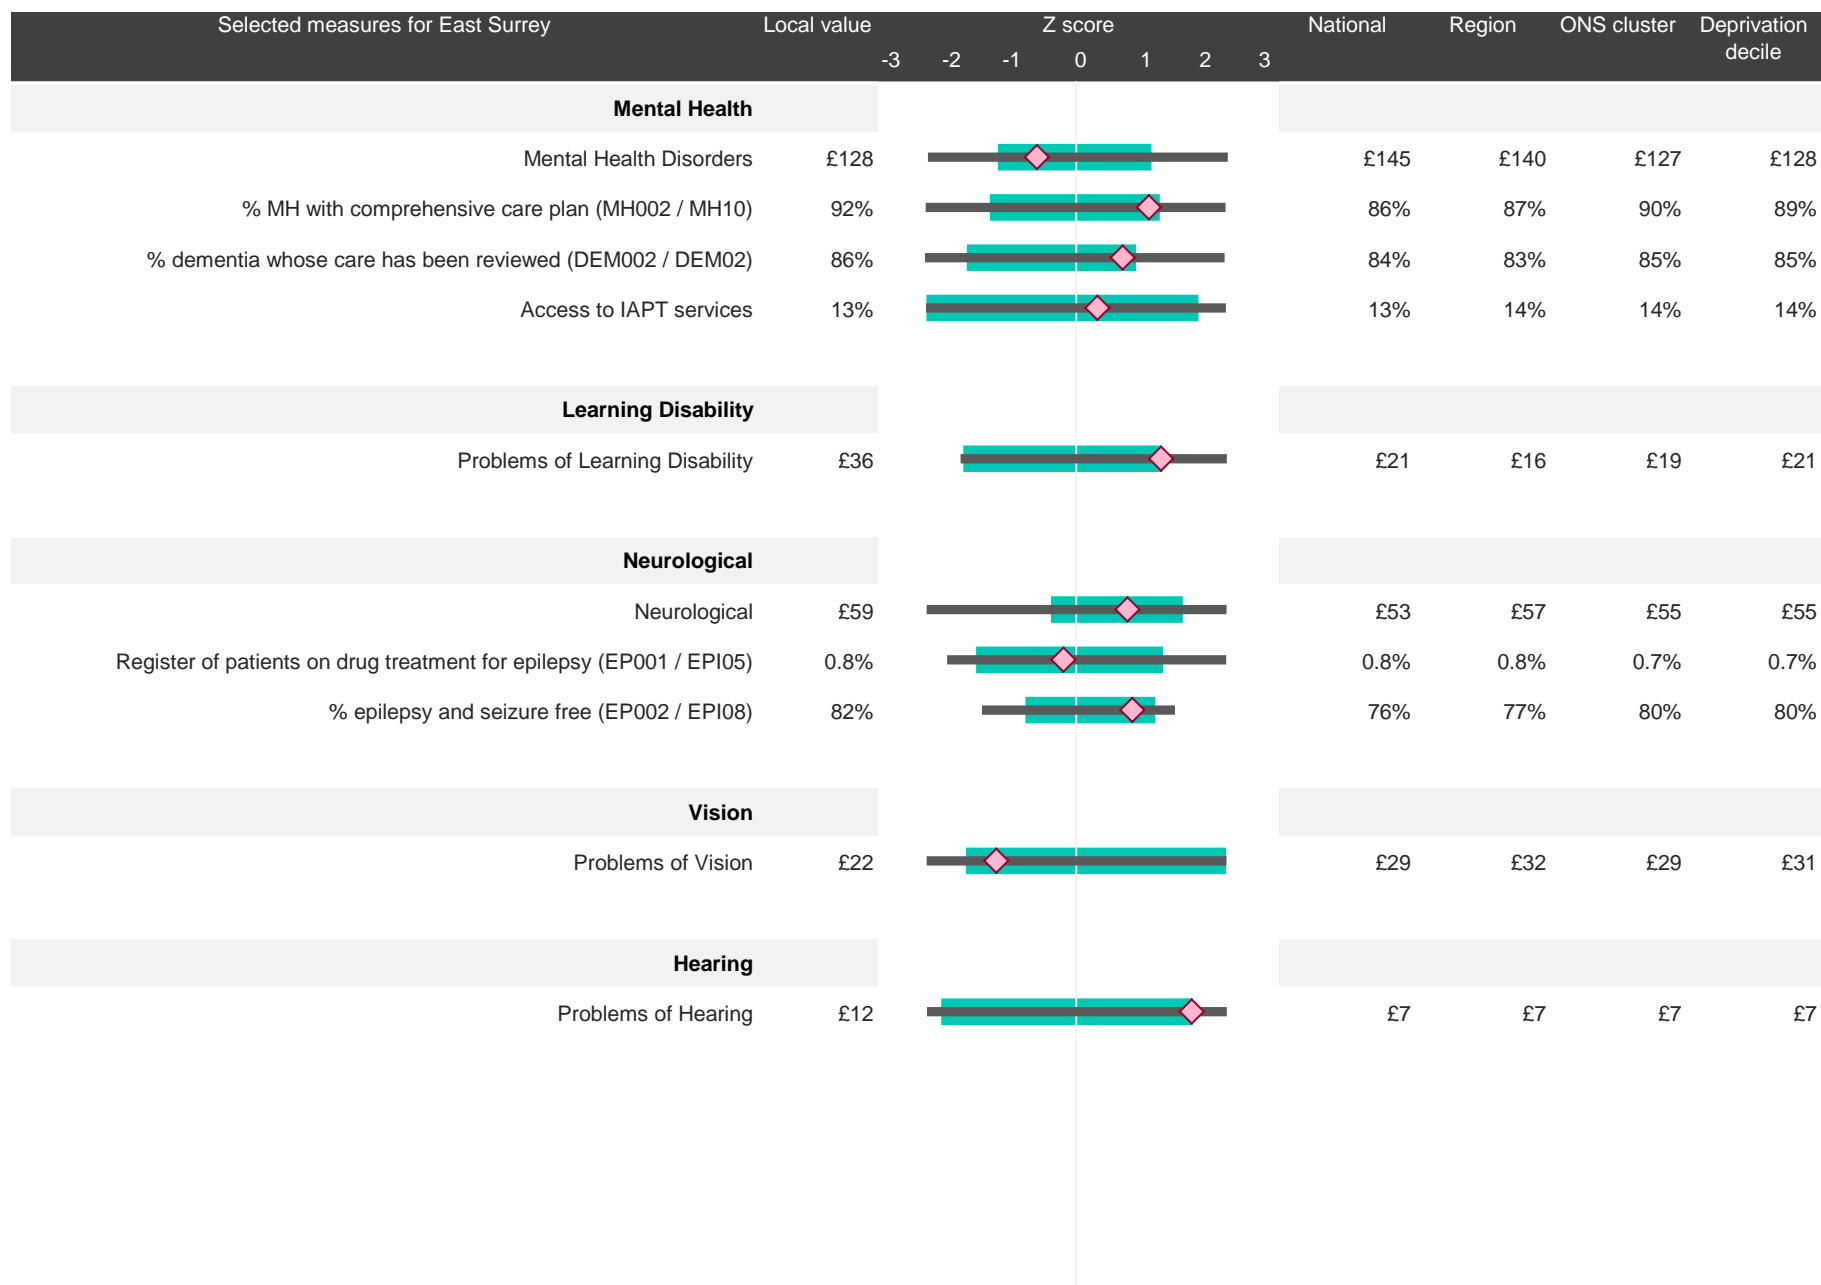 Selected measures for East Surrey Local value Z score National Region ONS cluster Deprivation decile
-3 -2 -1 0 1 2 3
Mental Health
Mental Health Disorders £128 £145 £140 £127 £128
% MH with comprehensive care plan (MH002 / MH10) 92% 86% 87% 90% 89%
% dementia whose care has been reviewed (DEM002 / DEM02) 86% 84% 83% 85% 85%
Access to IAPT services 13% 13% 14% 14% 14%
Learning Disability
Problems of Learning Disability £36 £21 £16 £19 £21
Neurological
Neurological £59 £53 £57 £55 £55
Register of patients on drug treatment for epilepsy (EP001 / EPI05) 0.8% 0.8% 0.8% 0.7% 0.7%
% epilepsy and seizure free (EP002 / EPI08) 82% 76% 77% 80% 80%
Vision
Problems of Vision £22 £29 £32 £29 £31
Hearing
Problems of Hearing £12 £7 £7 £7 £7